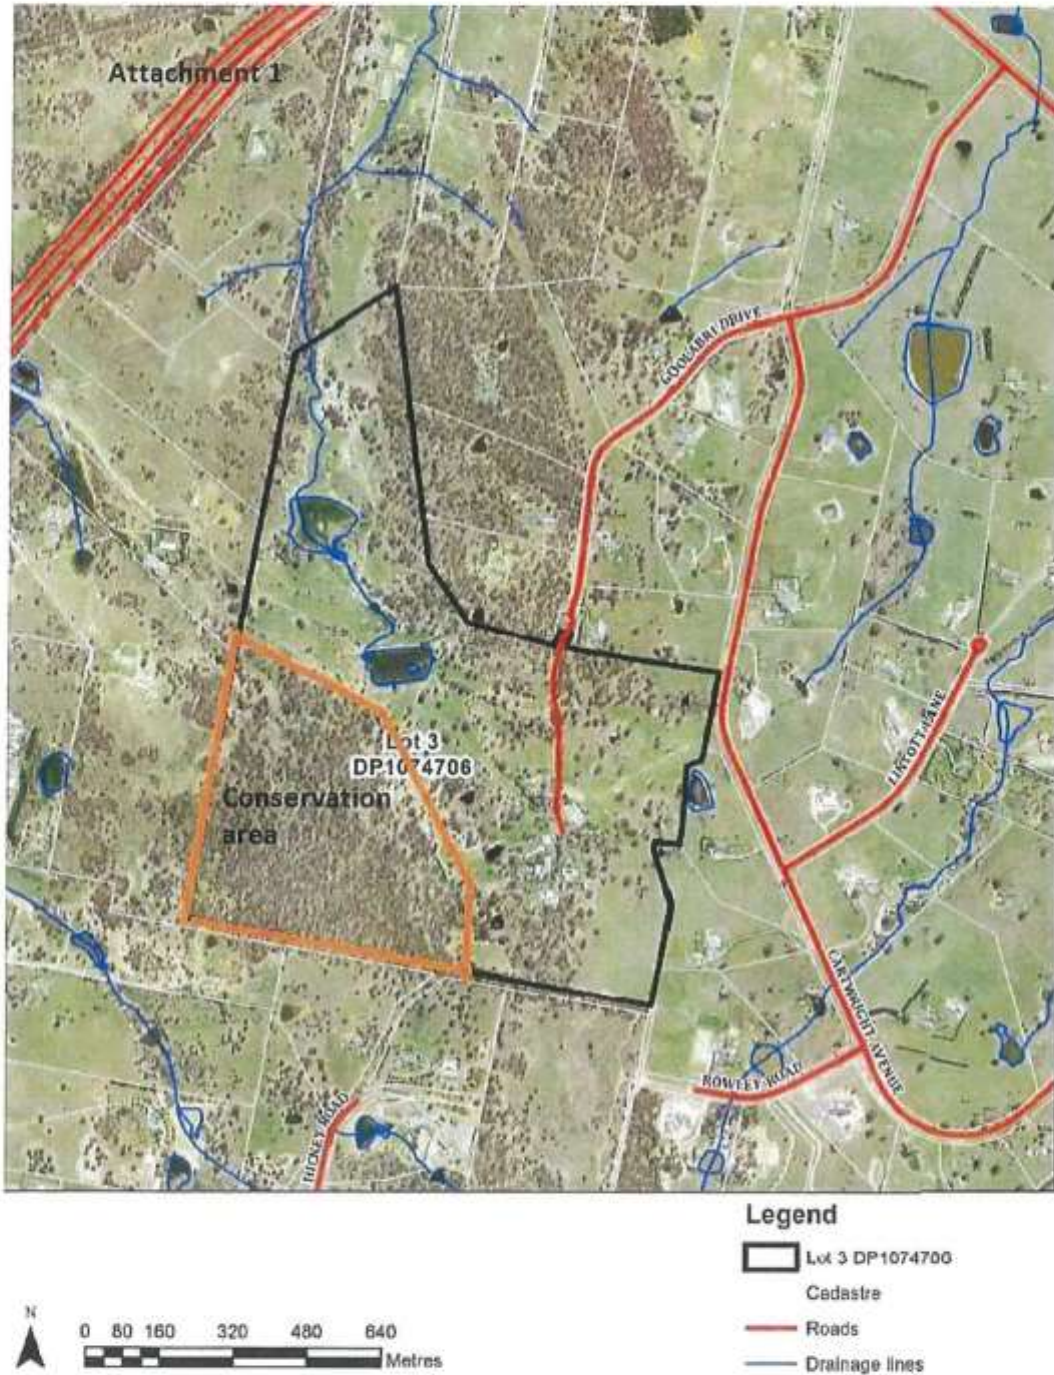 Attachment 1
GOOLABRI DRIVE
LINTOTT LANE
Lot 3
DP1074706
Conservation
area
CARTWRIGHT AVENUE
ROWLEY ROAD
HICKEY ROAD
Legend
Lot 3 DP1074706
Cadastre
Roads
Drainage lines
N
0 80 160 320 480 640
Metres